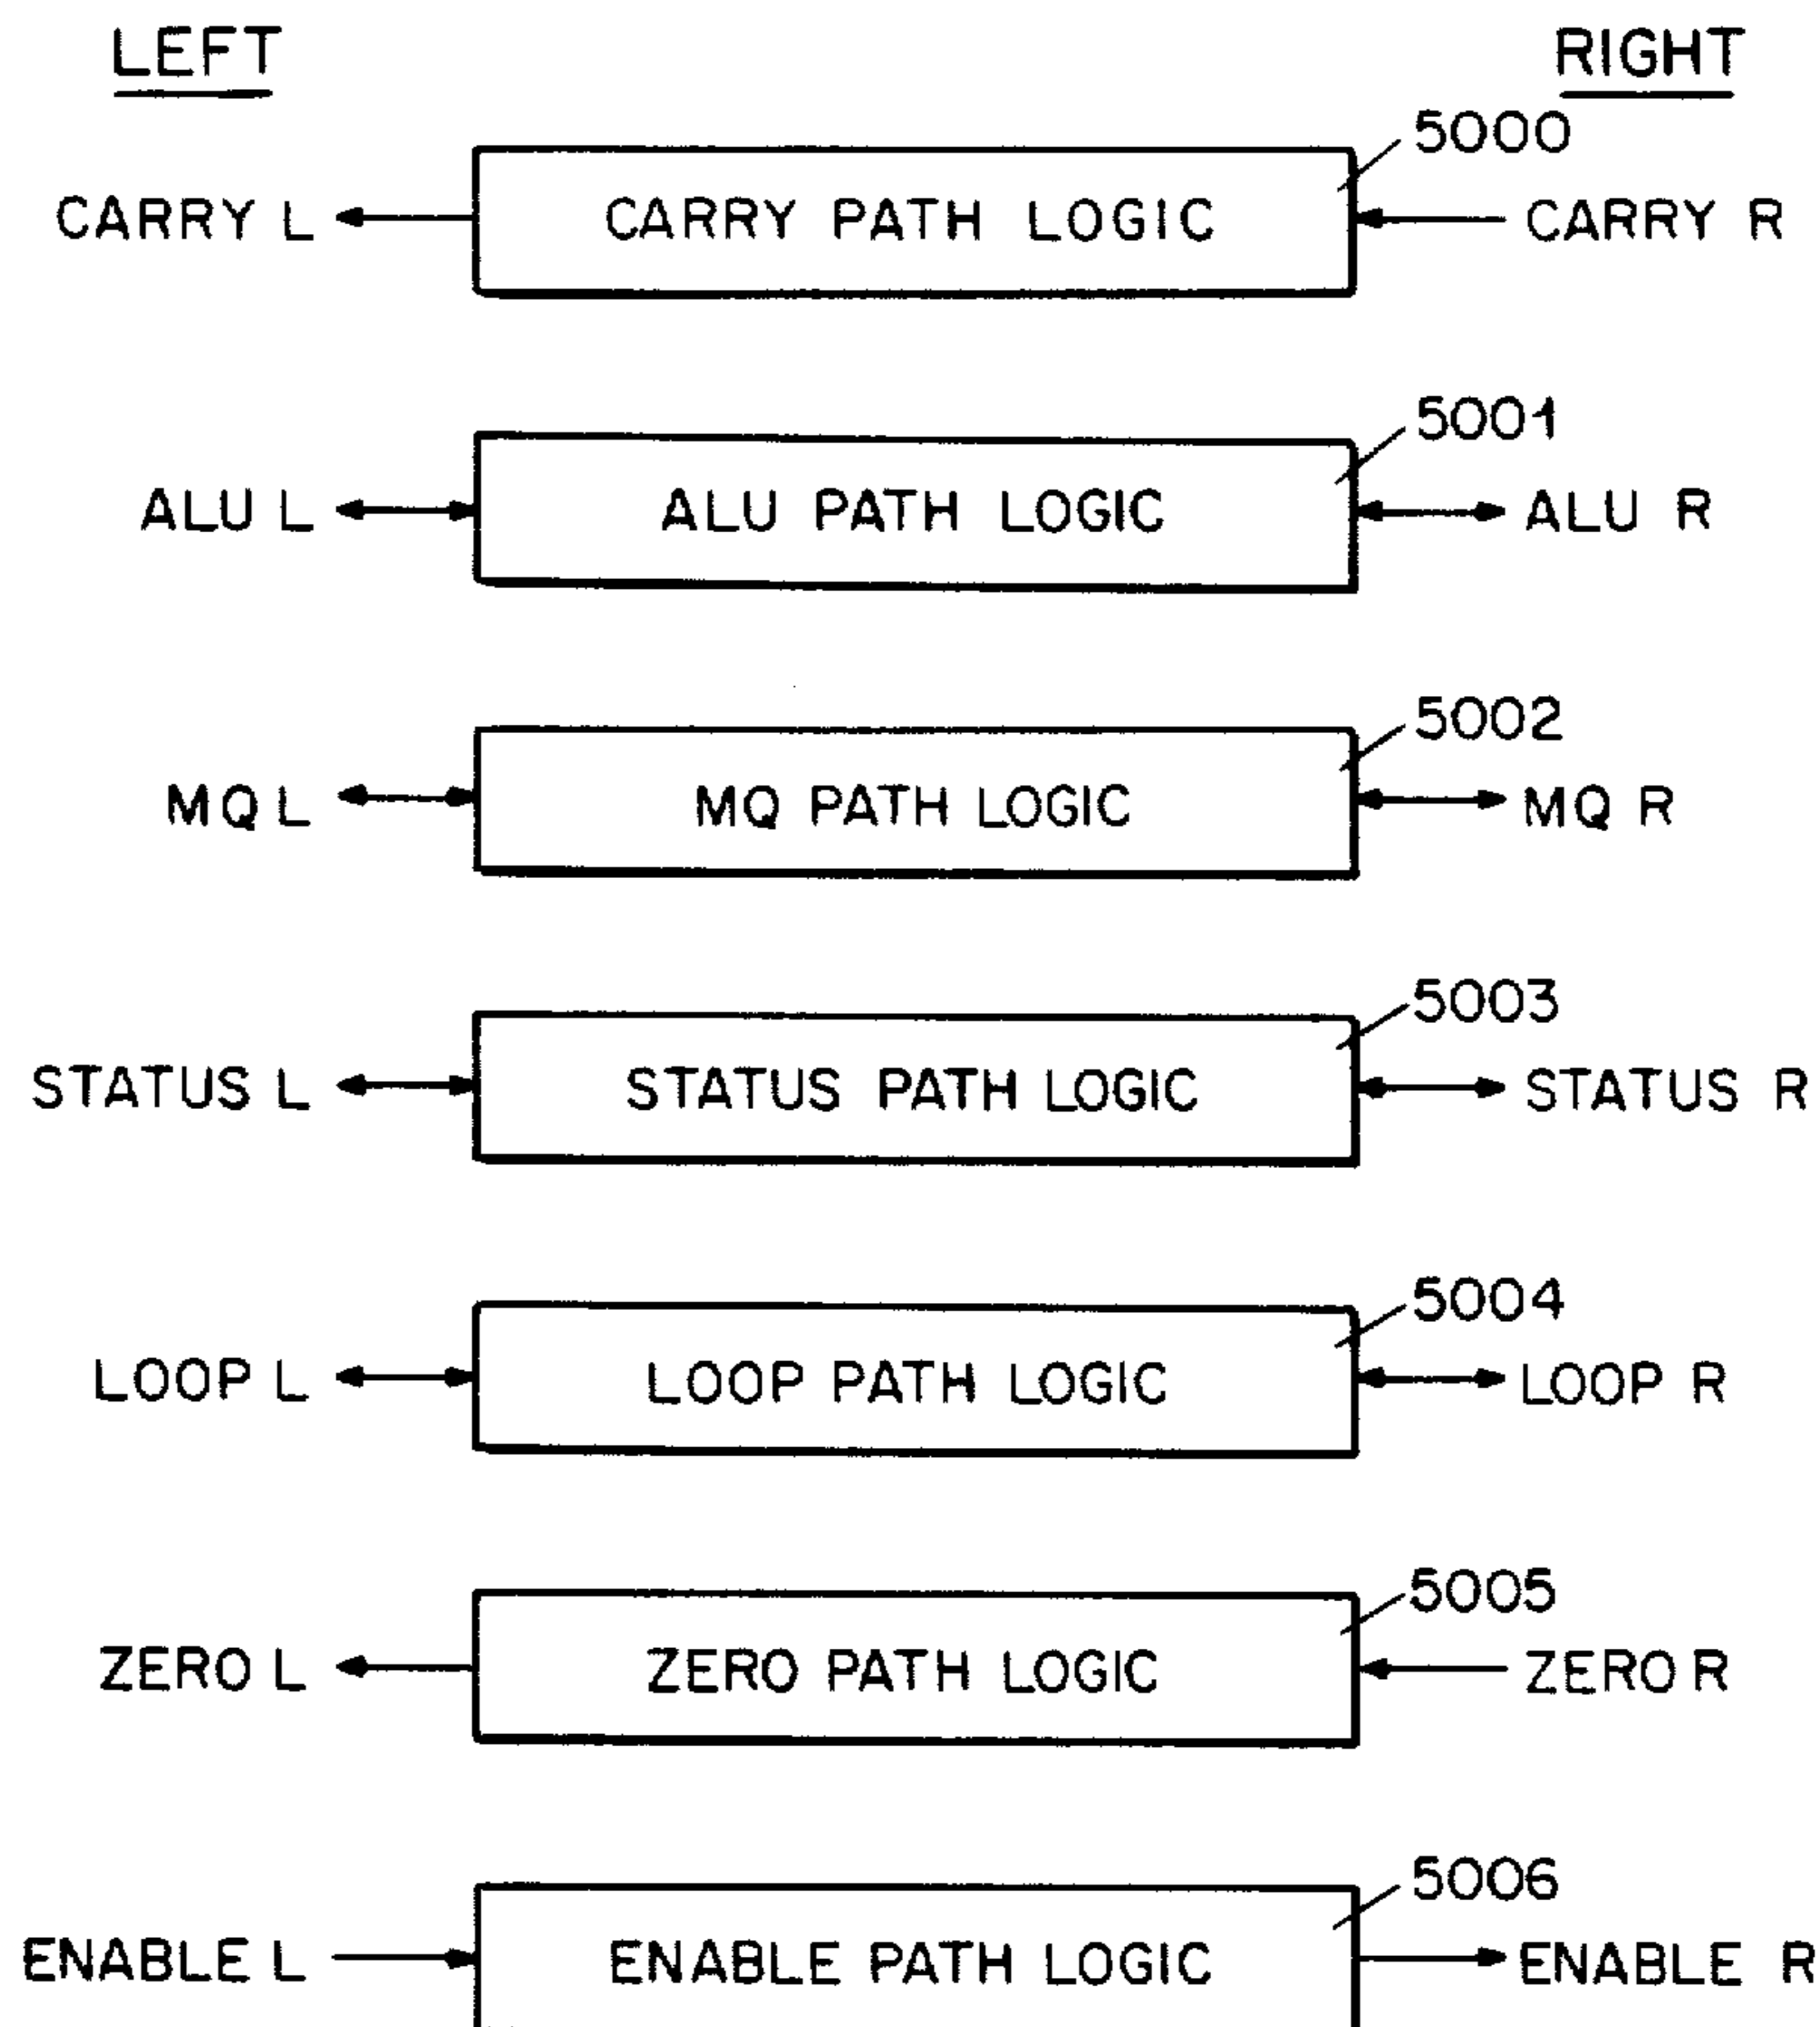 LEFT RIGHT
5000
CARRY L CARRY PATH LOGIC CARRY R
5001
ALU L ALU PATH LOGIC ALU R
5002
MQ L MQ PATH LOGIC MQ R
5003
STATUS L STATUS PATH LOGIC STATUS R
5004
LOOP L LOOP PATH LOGIC LOOP R
5005
ZERO L ZERO PATH LOGIC ZERO R
5006
ENABLE L ENABLE PATH LOGIC ENABLE R